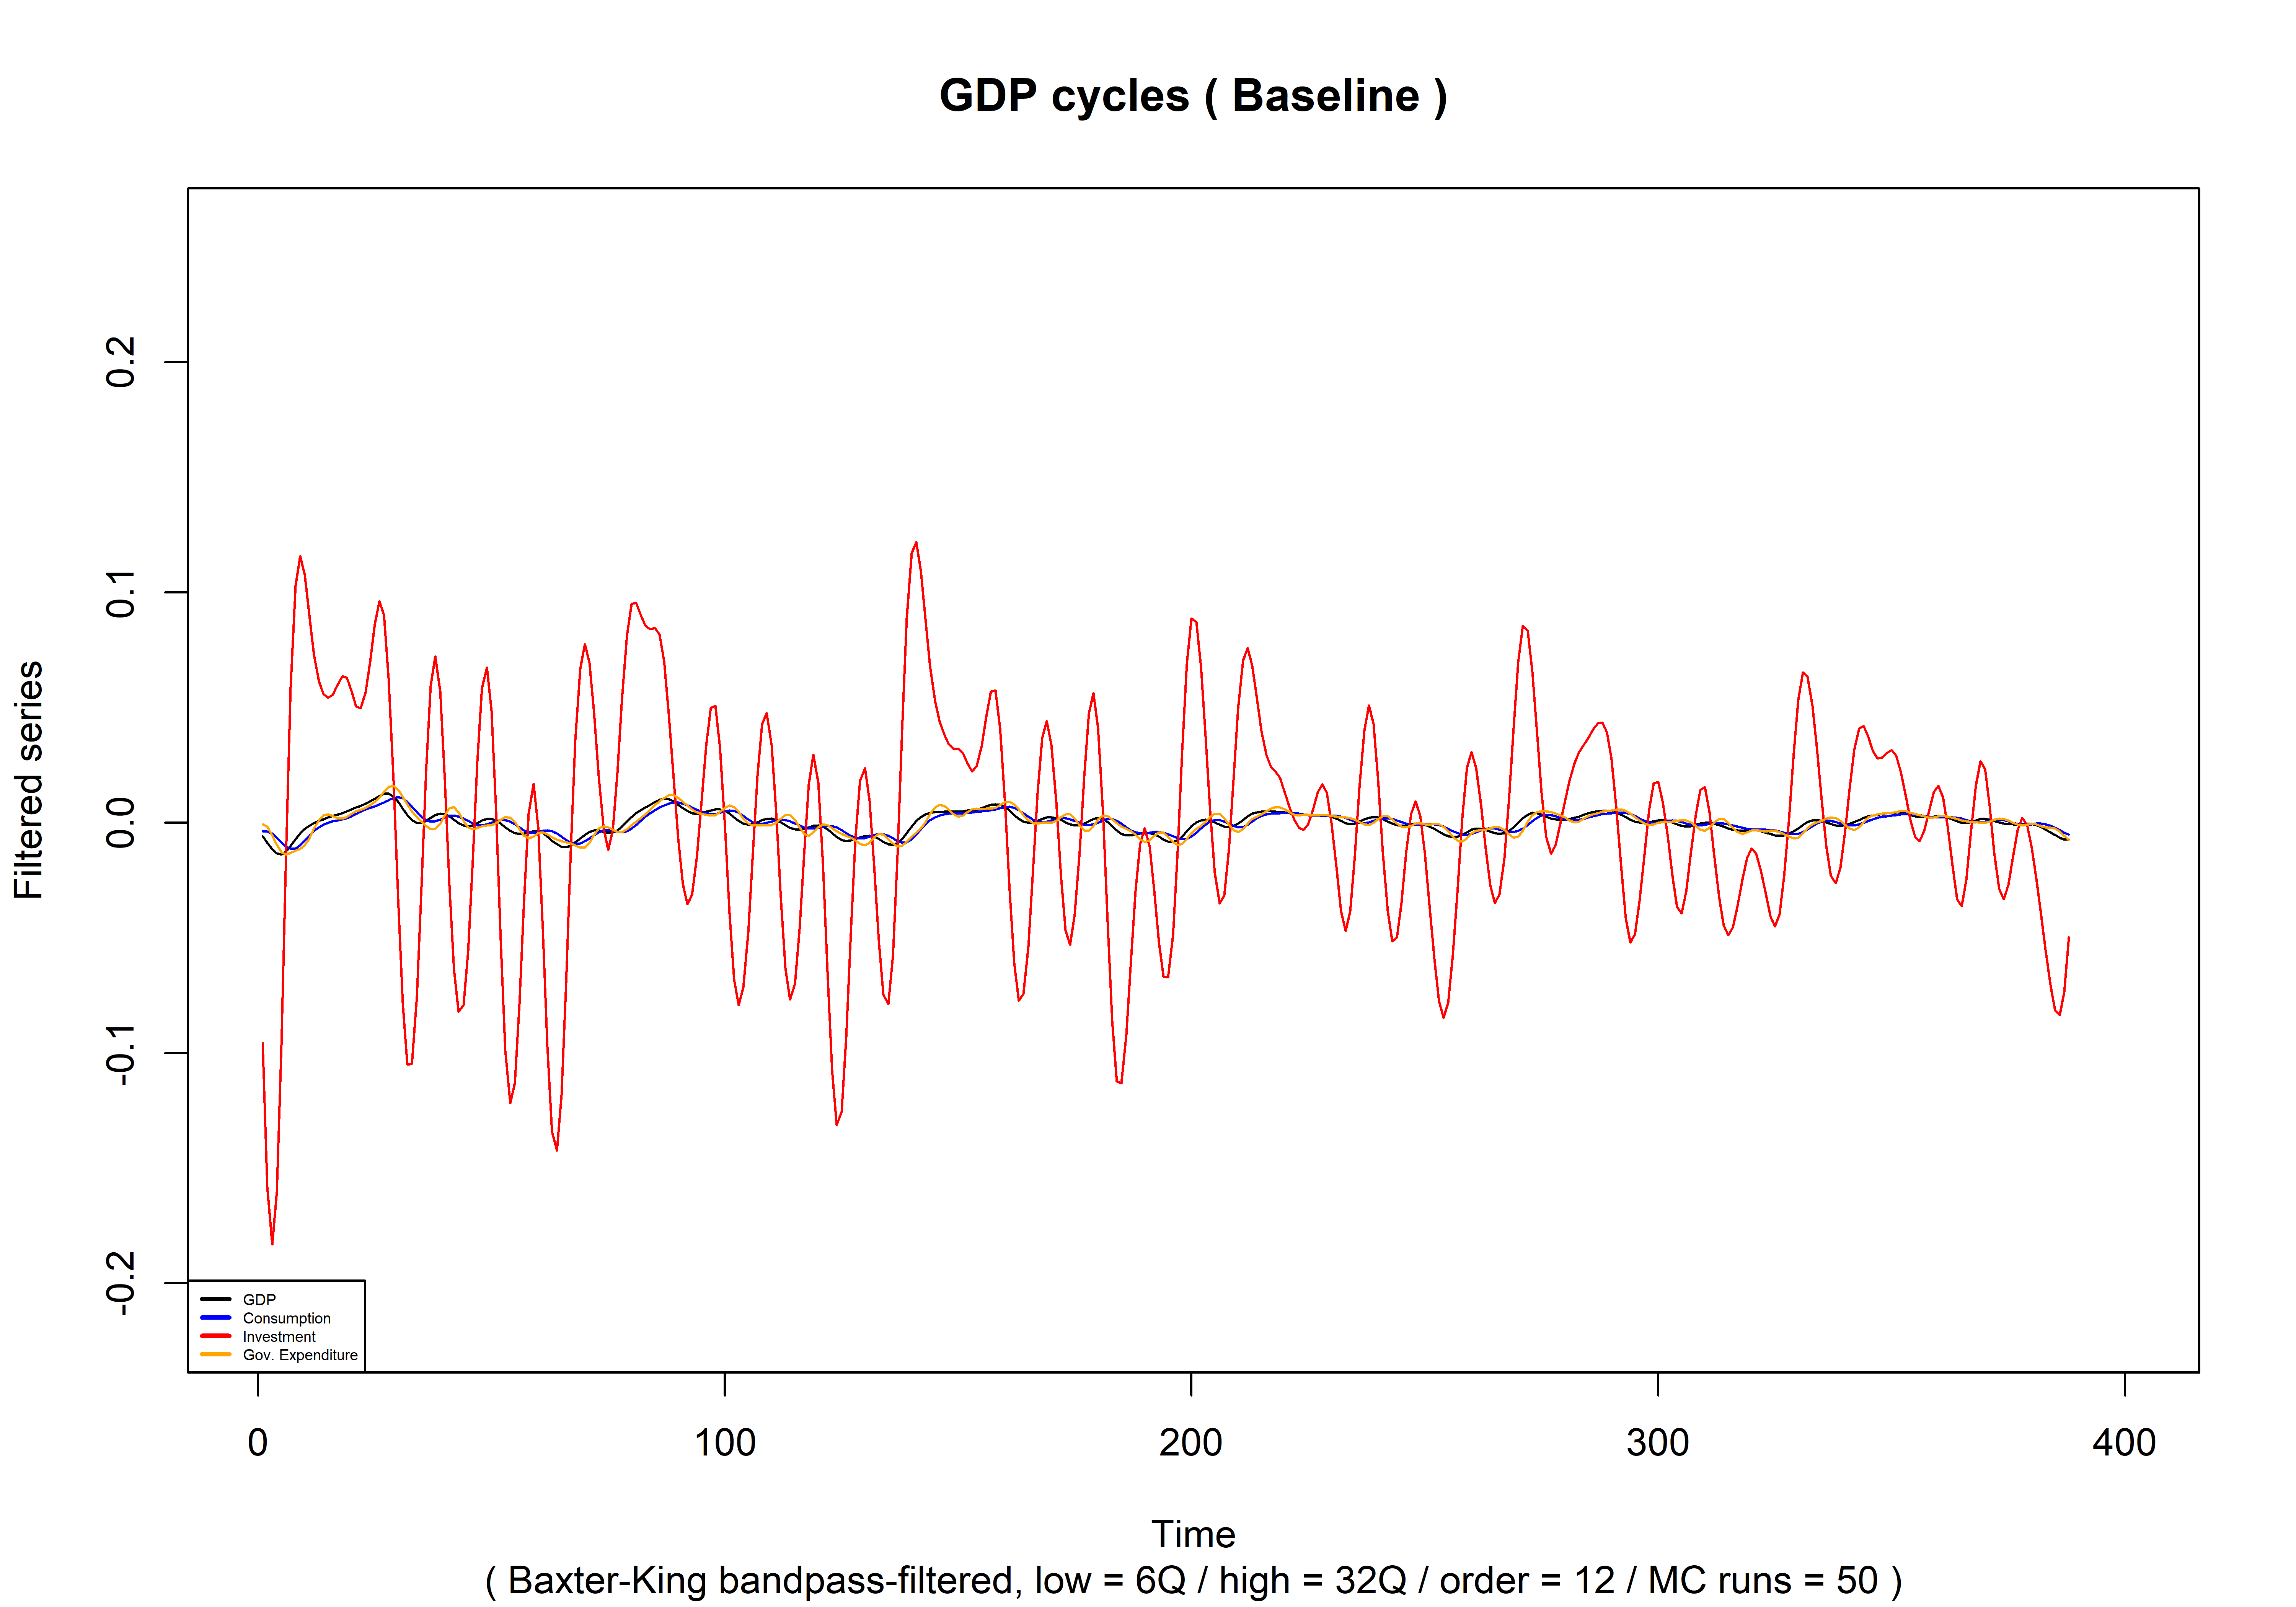 GDP cycles ( Baseline )
Filtered series
0.2
0.1
0.0
-0.1
-0.2
GDP
Consumption
Investment
Gov. Expenditure
0 100 200 300 400
Time
( Baxter-King bandpass-filtered, low = 6Q / high = 32Q / order = 12 / MC runs = 50 )